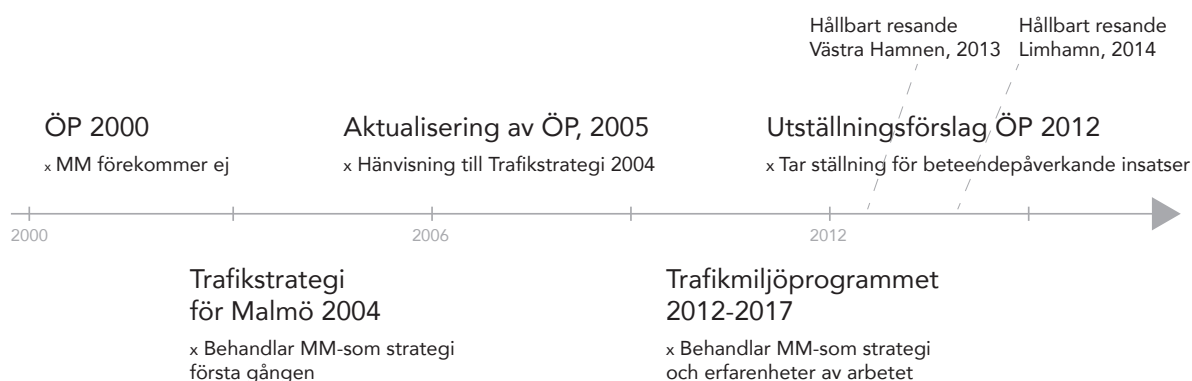 Hållbart resande
Västra Hamnen, 2013
Hållbart resande
Limhamn, 2014
ÖP 2000
x MM förekommer ej
Aktualisering av ÖP, 2005
x Hänvisning till Trafikstrategi 2004
Utställningsförslag ÖP 2012
x Tar ställning för beteendepåverkande insatser
2000
2006
2012
Trafikstrategi
för Malmö 2004
x Behandlar MM-som strategi
första gången
Trafikmiljöprogrammet
2012-2017
x Behandlar MM-som strategi
och erfarenheter av arbetet